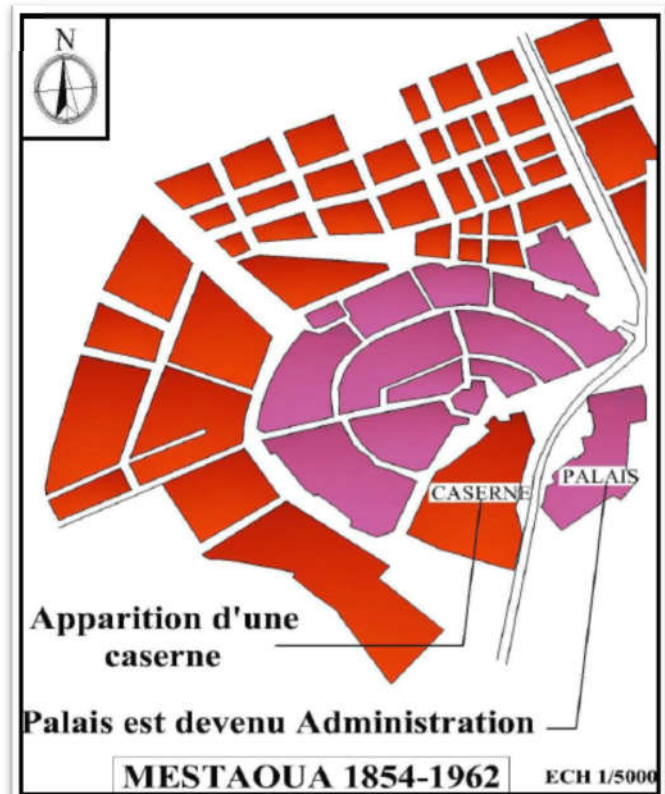 N
CASERNE
PALAIS
Apparition d'une
caserne
Palais est devenu Administration
MESTAOUA 1854-1962
ECH 1/5000